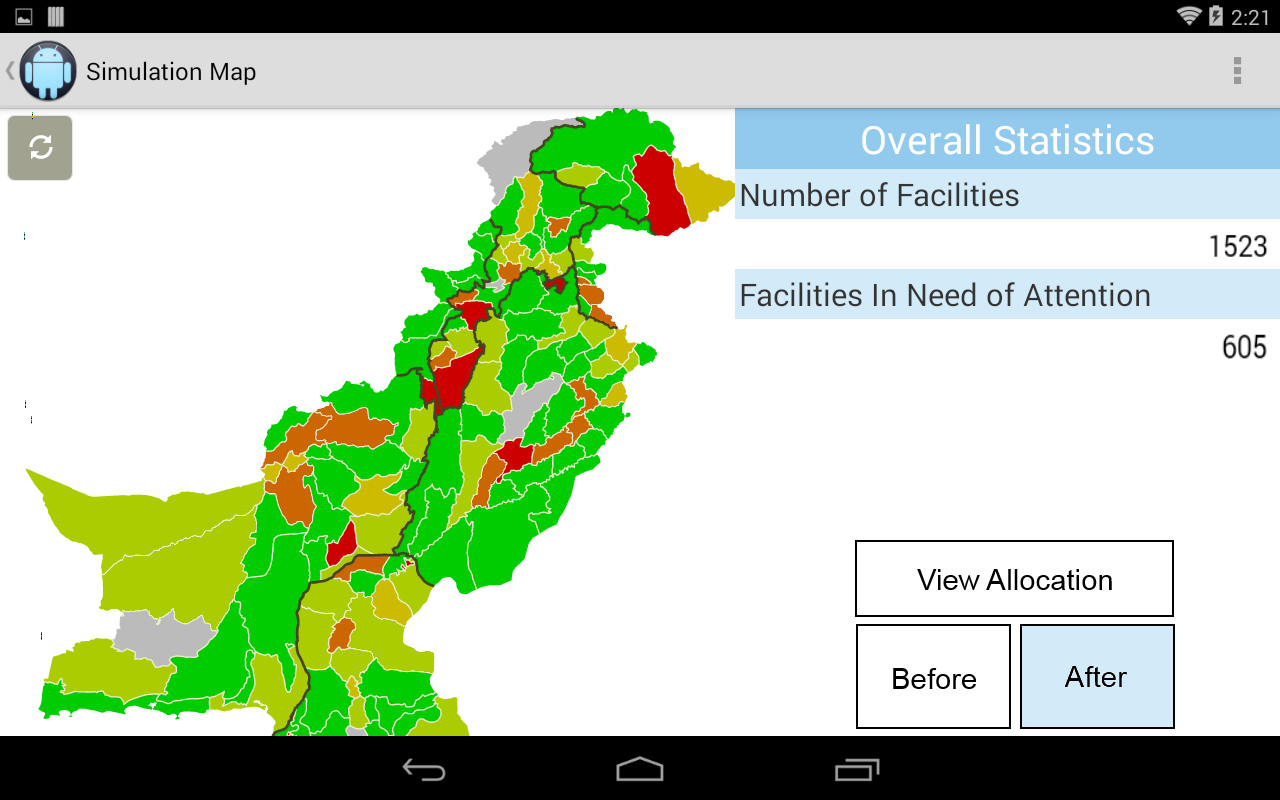 2:21
Simulation Map
Overall Statistics
Number of Facilities
1523
Facilities In Need of Attention
605
View Allocation
Before
After